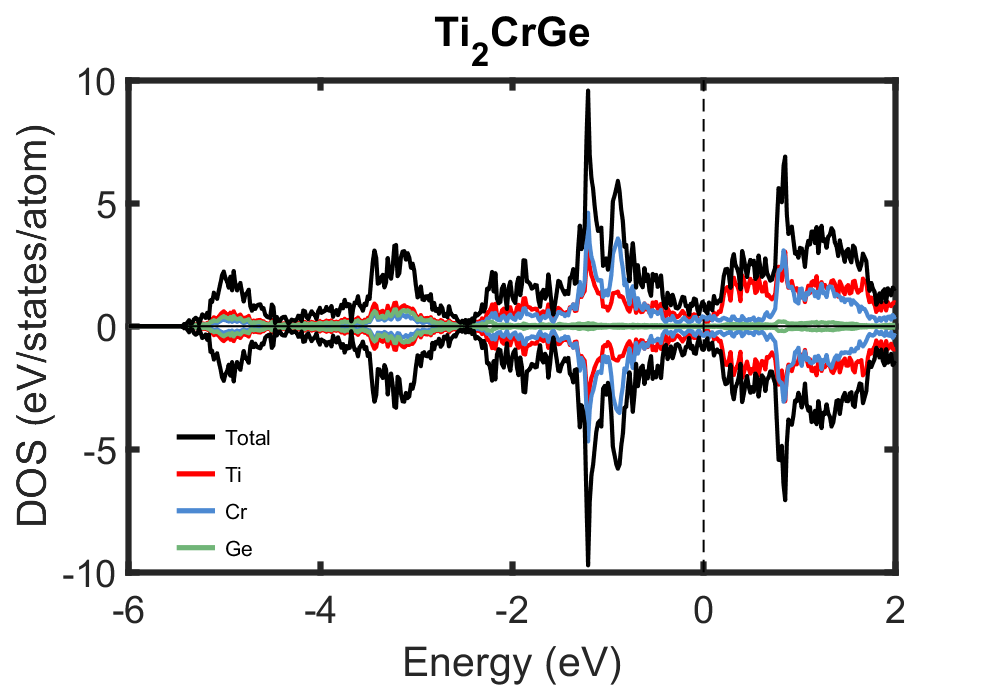 Ti2CrGe
10
5
0
-5
-10
DOS (eV/states/atom)
Total
Ti
Cr
Ge
-6
-4
-2
0
2
Energy (eV)